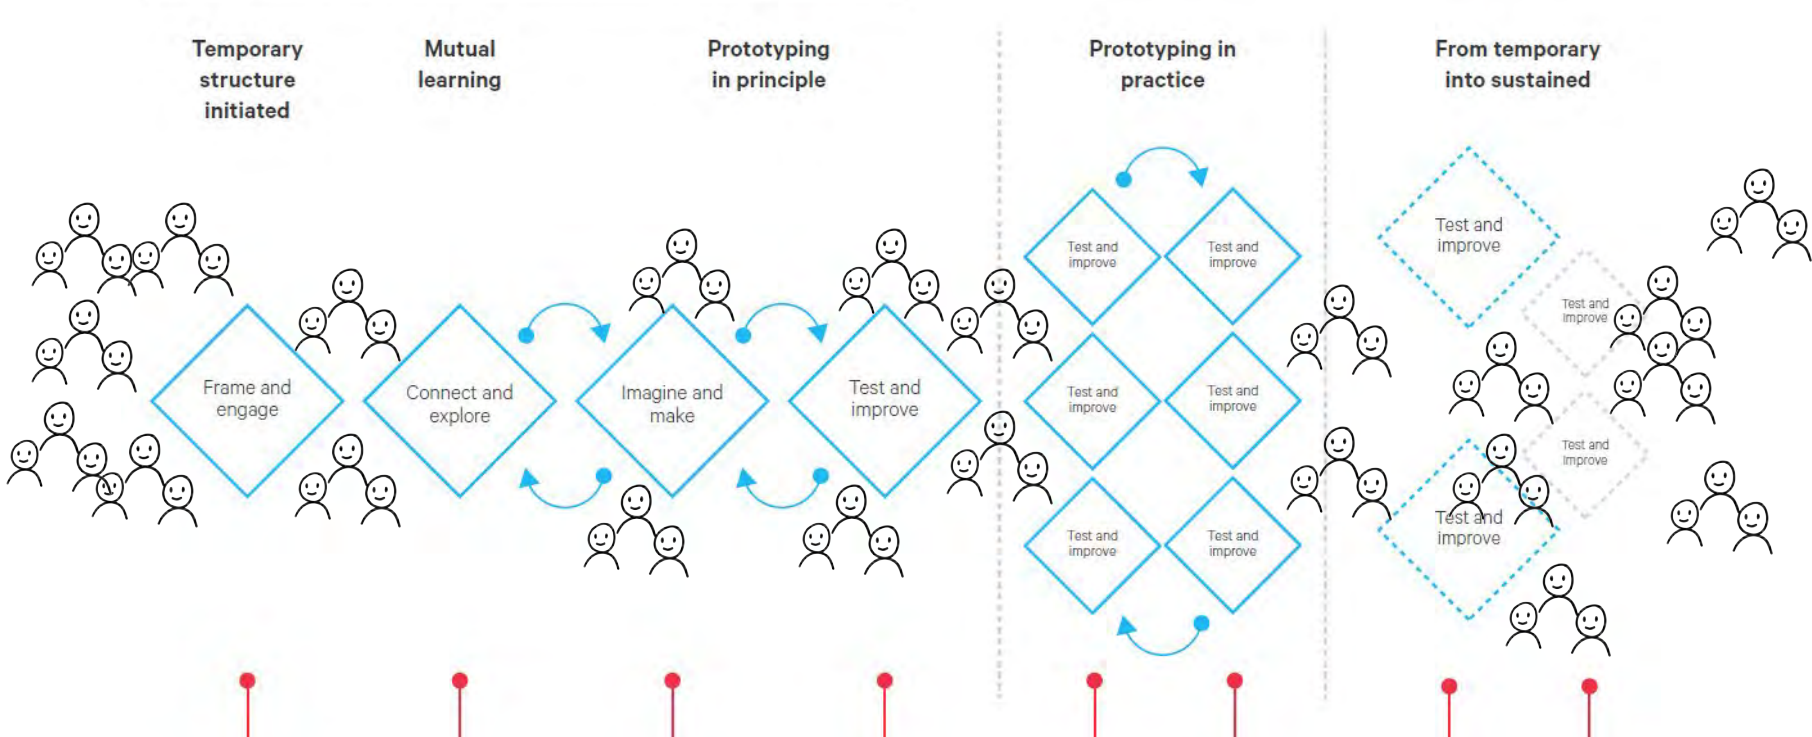 Temporary
structure
initiated
Mutual
learning
Prototyping
in principle
Prototyping in
practice
From temporary
into sustained
Frame and
engage
Connect and
explore
Imagine and
make
Test and
improve
Test and
improve
Test and
improve
Test and
improve
Test and
improve
Test and
improve
Test and
improve
Test and
improve
Test and
improve
Test and
improve
Test and
improve